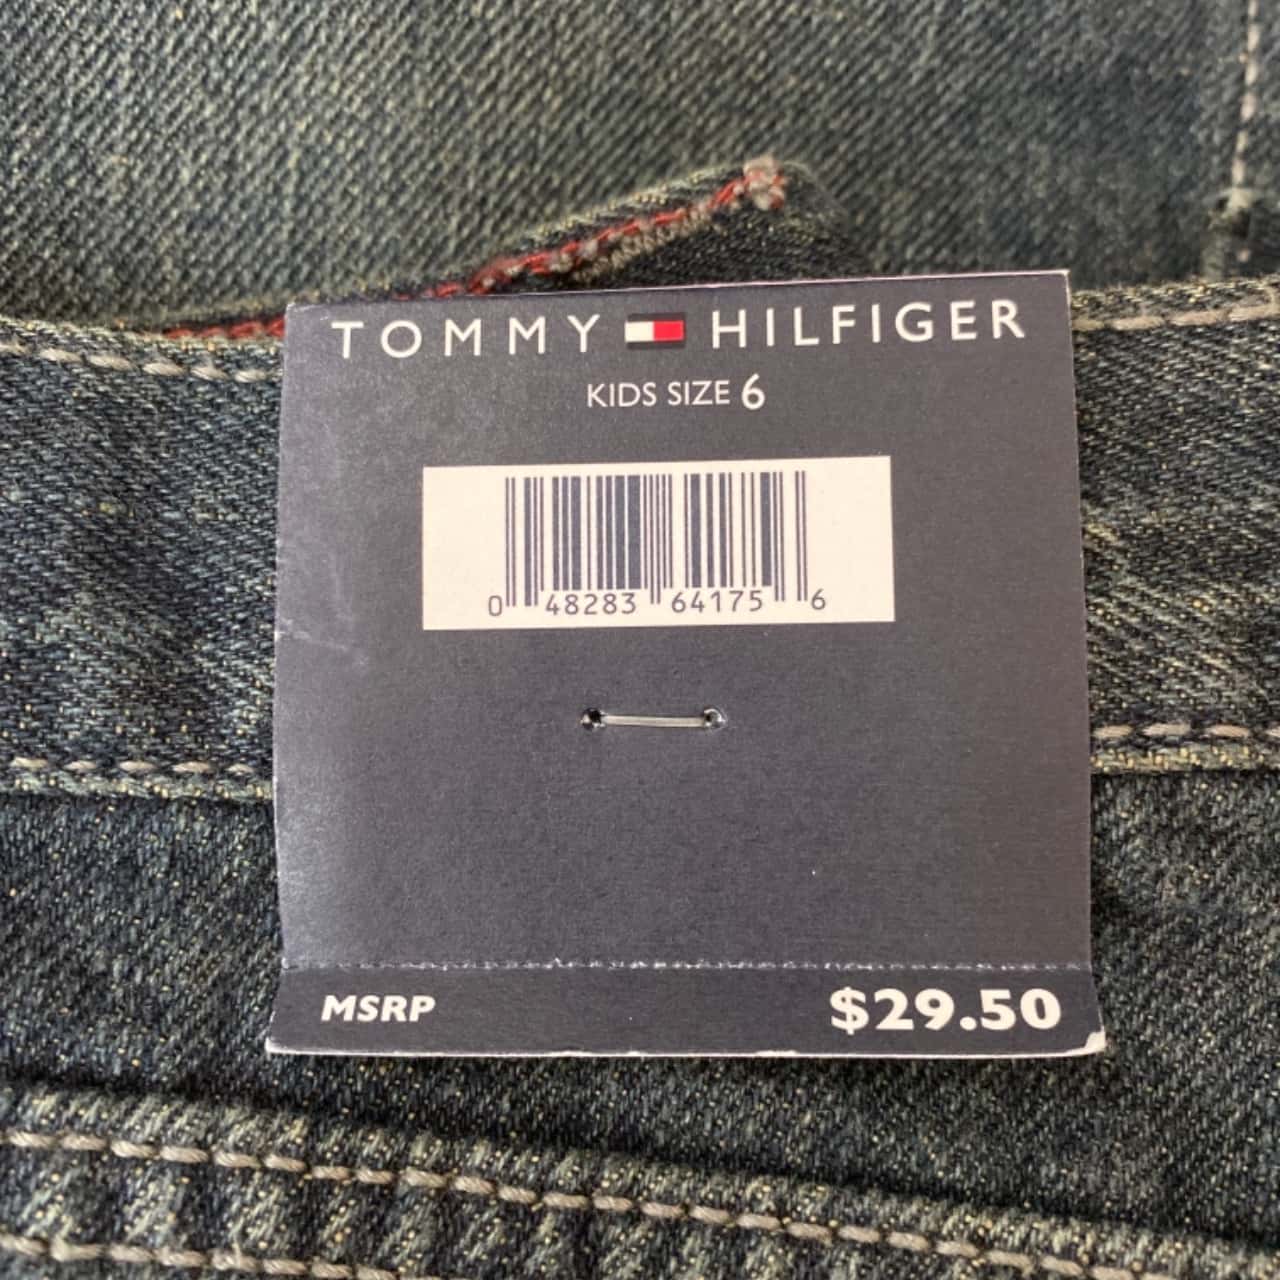 TOMMY HILFIGER
KIDS SIZE 6
0 48283 64175 6
MSRP $29.50